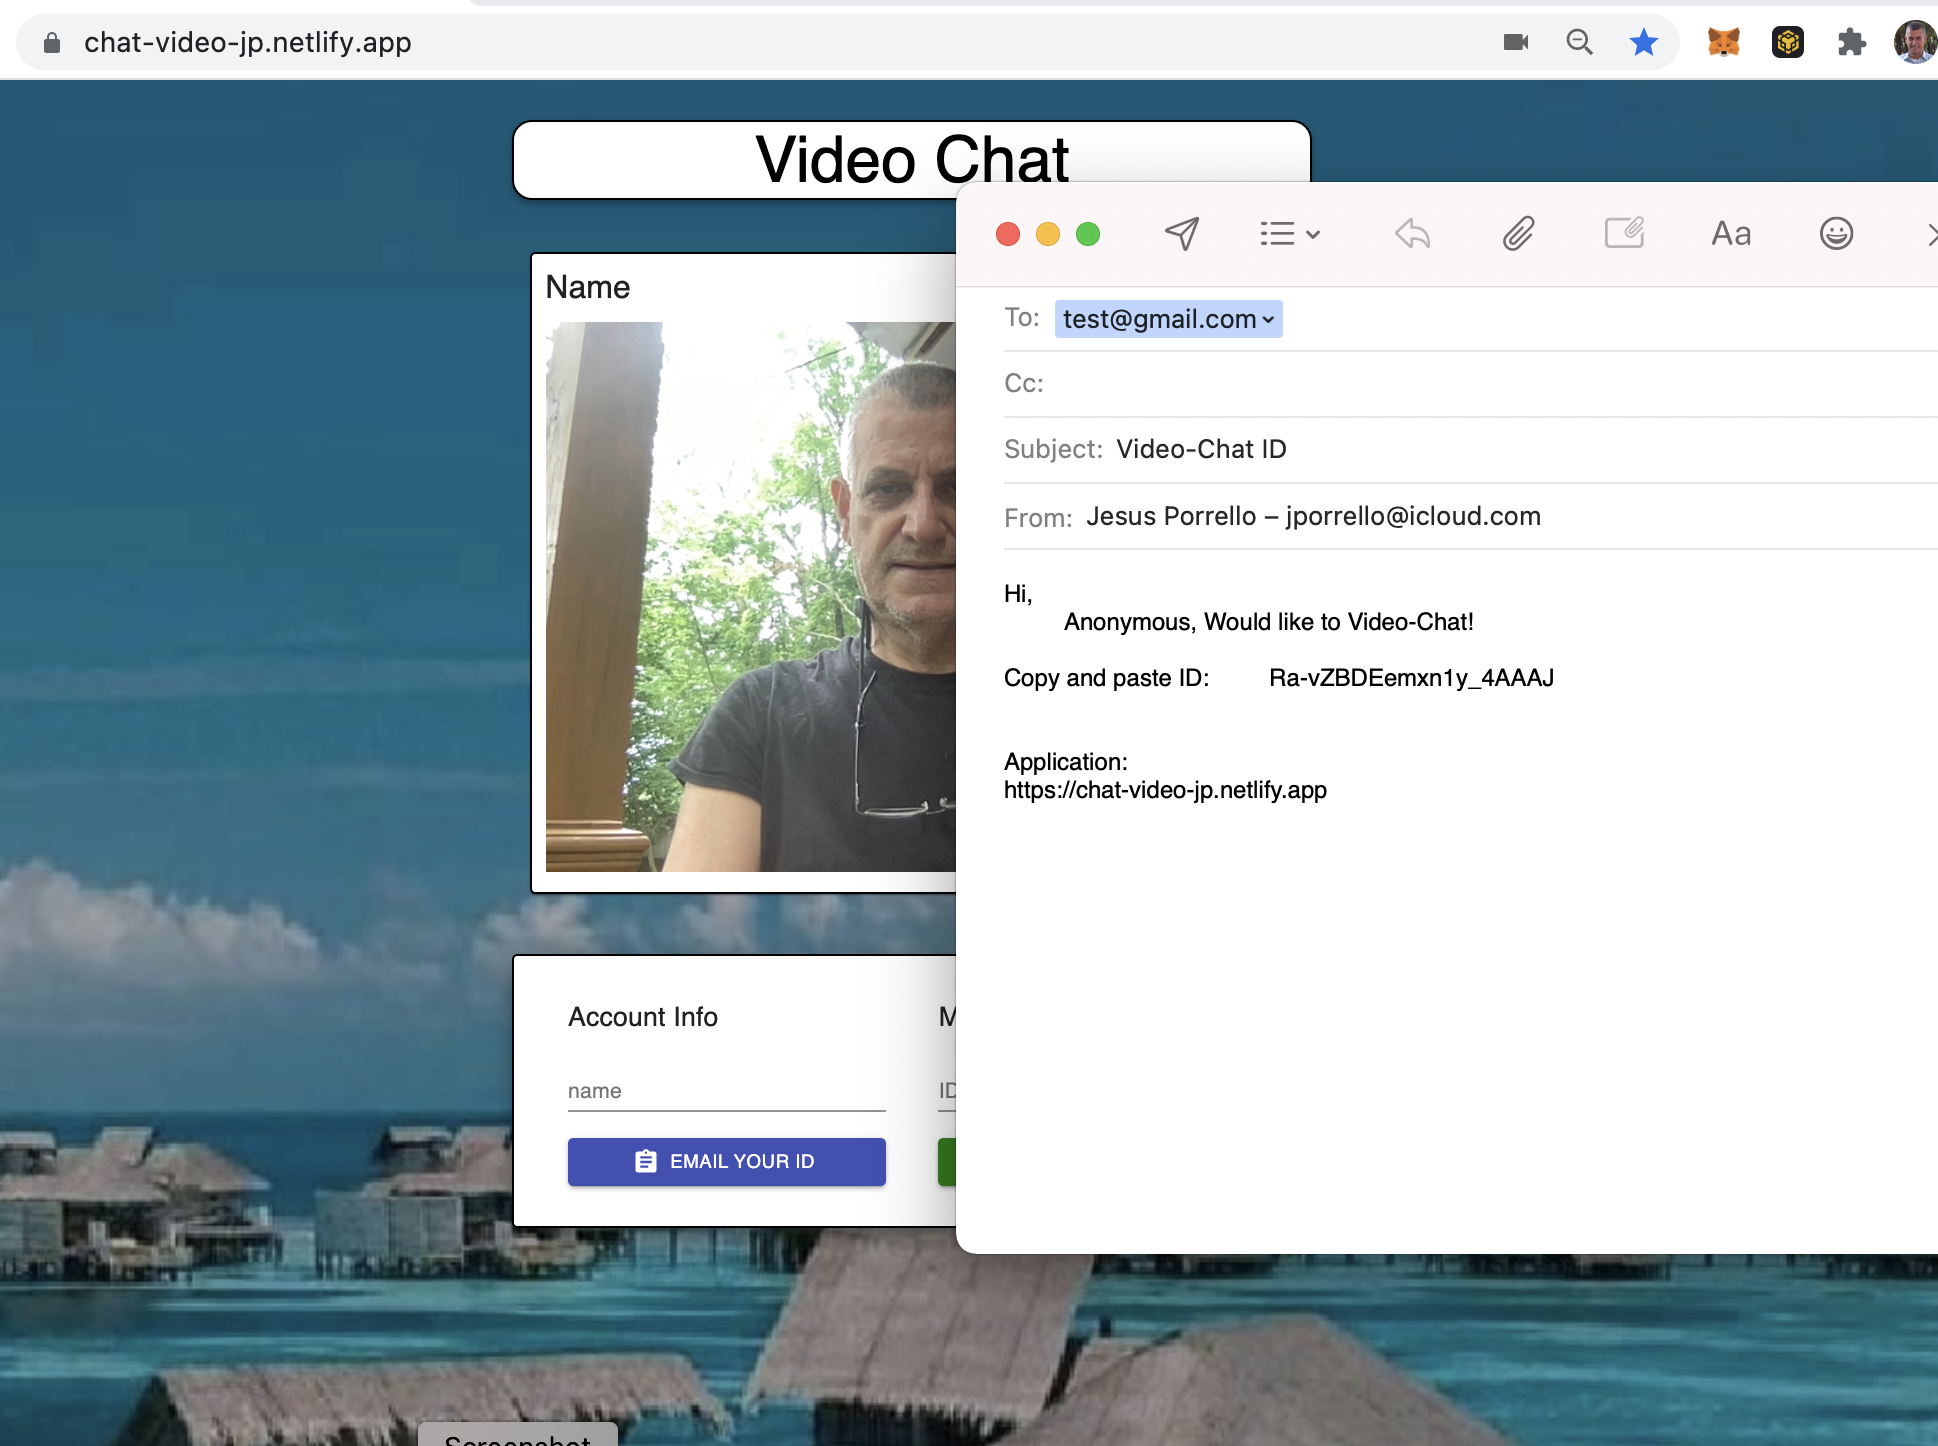 chat-video-jp.netlify.app
Video Chat
Name
Aa
To: test@gmail.com
Cc:
Subject: Video-Chat ID
From: Jesus Porrello – jporrello@icloud.com
Hi,
Anonymous, Would like to Video-Chat!
Copy and paste ID: Ra-vZBDEemxn1y_4AAAJ
Application:
https://chat-video-jp.netlify.app
Account Info
M
name
ID
EMAIL YOUR ID
Screenshot